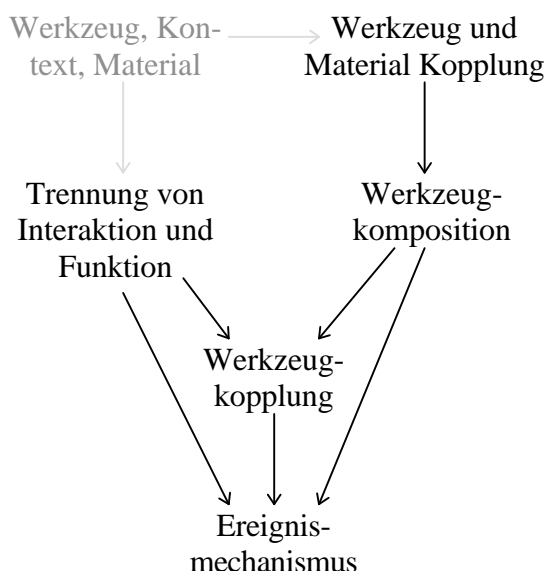 Werkzeug, Kon-
text, Material
Werkzeug und
Material Kopplung
Trennung von
Interaktion und
Funktion
Werkzeug-
komposition
Werkzeug-
kopplung
Ereignis-
mechanismus